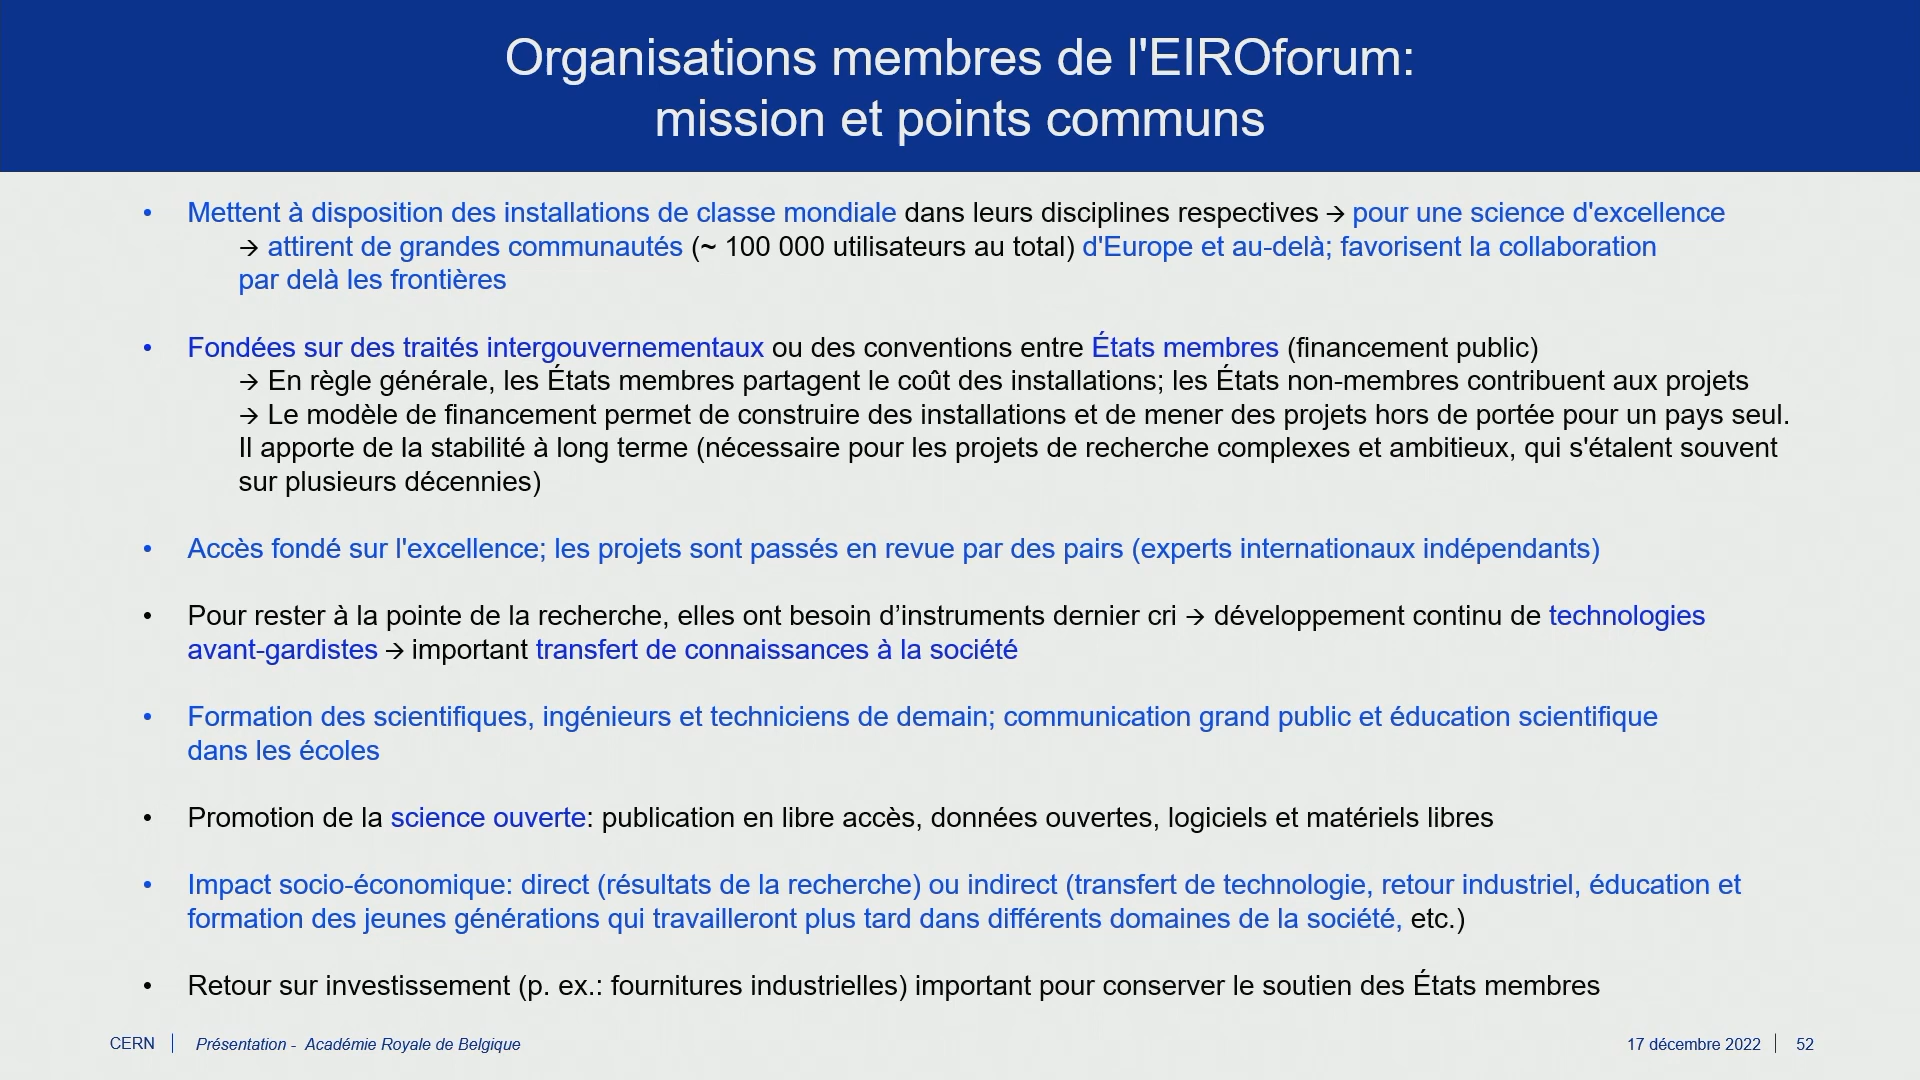 Organisations membres de l'EIROforum:
mission et points communs
• Mettent à disposition des installations de classe mondiale dans leurs disciplines respectives → pour une science d'excellence
→ attirent de grandes communautés (~ 100 000 utilisateurs au total) d'Europe et au-delà; favorisent la collaboration
par delà les frontières
• Fondées sur des traités intergouvernementaux ou des conventions entre États membres (financement public)
→ En règle générale, les États membres partagent le coût des installations; les États non-membres contribuent aux projets
→ Le modèle de financement permet de construire des installations et de mener des projets hors de portée pour un pays seul.
Il apporte de la stabilité à long terme (nécessaire pour les projets de recherche complexes et ambitieux, qui s'étalent souvent
sur plusieurs décennies)
• Accès fondé sur l'excellence; les projets sont passés en revue par des pairs (experts internationaux indépendants)
• Pour rester à la pointe de la recherche, elles ont besoin d’instruments dernier cri → développement continu de technologies
avant-gardistes → important transfert de connaissances à la société
• Formation des scientifiques, ingénieurs et techniciens de demain; communication grand public et éducation scientifique
dans les écoles
• Promotion de la science ouverte: publication en libre accès, données ouvertes, logiciels et matériels libres
• Impact socio-économique: direct (résultats de la recherche) ou indirect (transfert de technologie, retour industriel, éducation et
formation des jeunes générations qui travailleront plus tard dans différents domaines de la société, etc.)
• Retour sur investissement (p. ex.: fournitures industrielles) important pour conserver le soutien des États membres
CERN | Présentation - Académie Royale de Belgique
17 décembre 2022 | 52